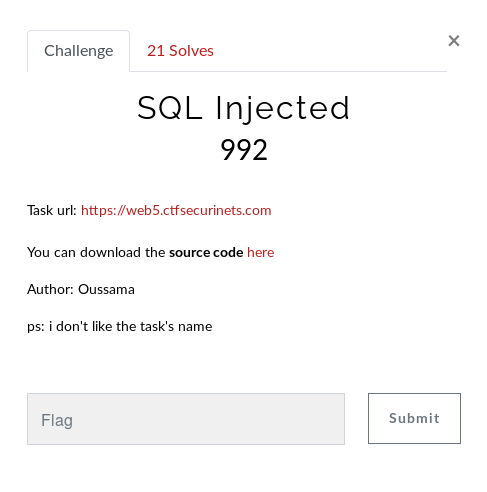 ×
Challenge 21 Solves
SQL Injected
992
Task url: https://web5.ctfsecurinets.com
You can download the source code here
Author: Oussama
ps: i don't like the task's name
Flag Submit